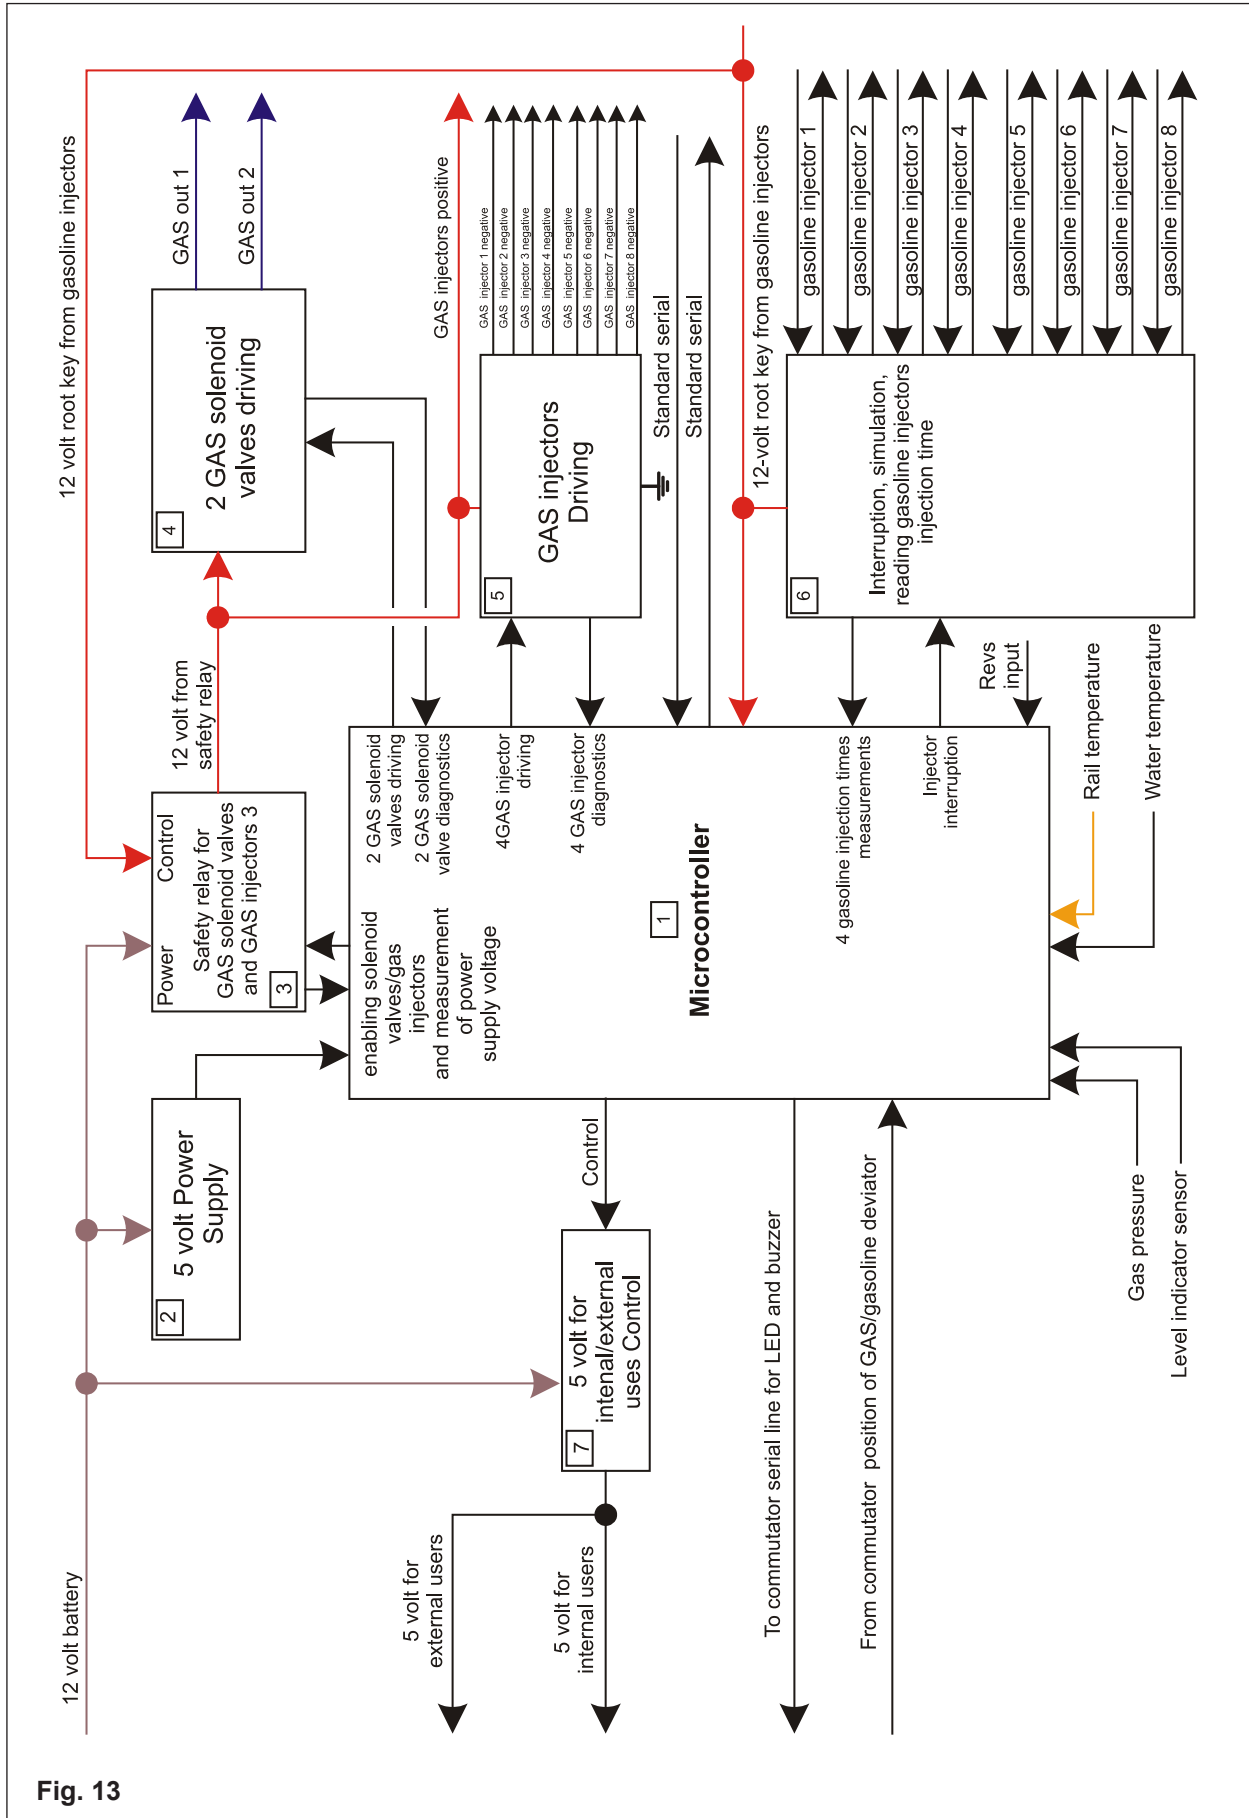 12 volt battery
12 volt root key from gasoline injectors
5 volt Power
Supply
2
Power
Control
Safety relay for
GAS solenoid valves
and GAS injectors 3
3
12 volt from
safety relay
2 GAS solenoid
valves driving
4
GAS out 1
GAS out 2
GAS injectors positive
GAS injectors
Driving
5
GAS injector 1 negative
GAS injector 2 negative
GAS injector 3 negative
GAS injector 4 negative
GAS injector 5 negative
GAS injector 6 negative
GAS injector 7 negative
GAS injector 8 negative
Standard serial
Standard serial
12-volt root key from gasoline injectors
Interruption, simulation,
reading gasoline injectors
injection time
6
gasoline injector 1
gasoline injector 2
gasoline injector 3
gasoline injector 4
gasoline injector 5
gasoline injector 6
gasoline injector 7
gasoline injector 8
enabling solenoid
valves/gas
injectors
and measurement
of power
supply voltage
2 GAS solenoid
valves driving
2 GAS solenoid
valve diagnostics
4GAS injector
driving
4 GAS injector
diagnostics
1
Microcontroller
4 gasoline injection times
measurements
Injector
interruption
Revs
input
Rail temperature
Water temperature
Control
5 volt for
intenal/external
uses Control
7
5 volt for
external users
5 volt for
internal users
To commutator serial line for LED and buzzer
From commutator position of GAS/gasoline deviator
Gas pressure
Level indicator sensor
Fig. 13